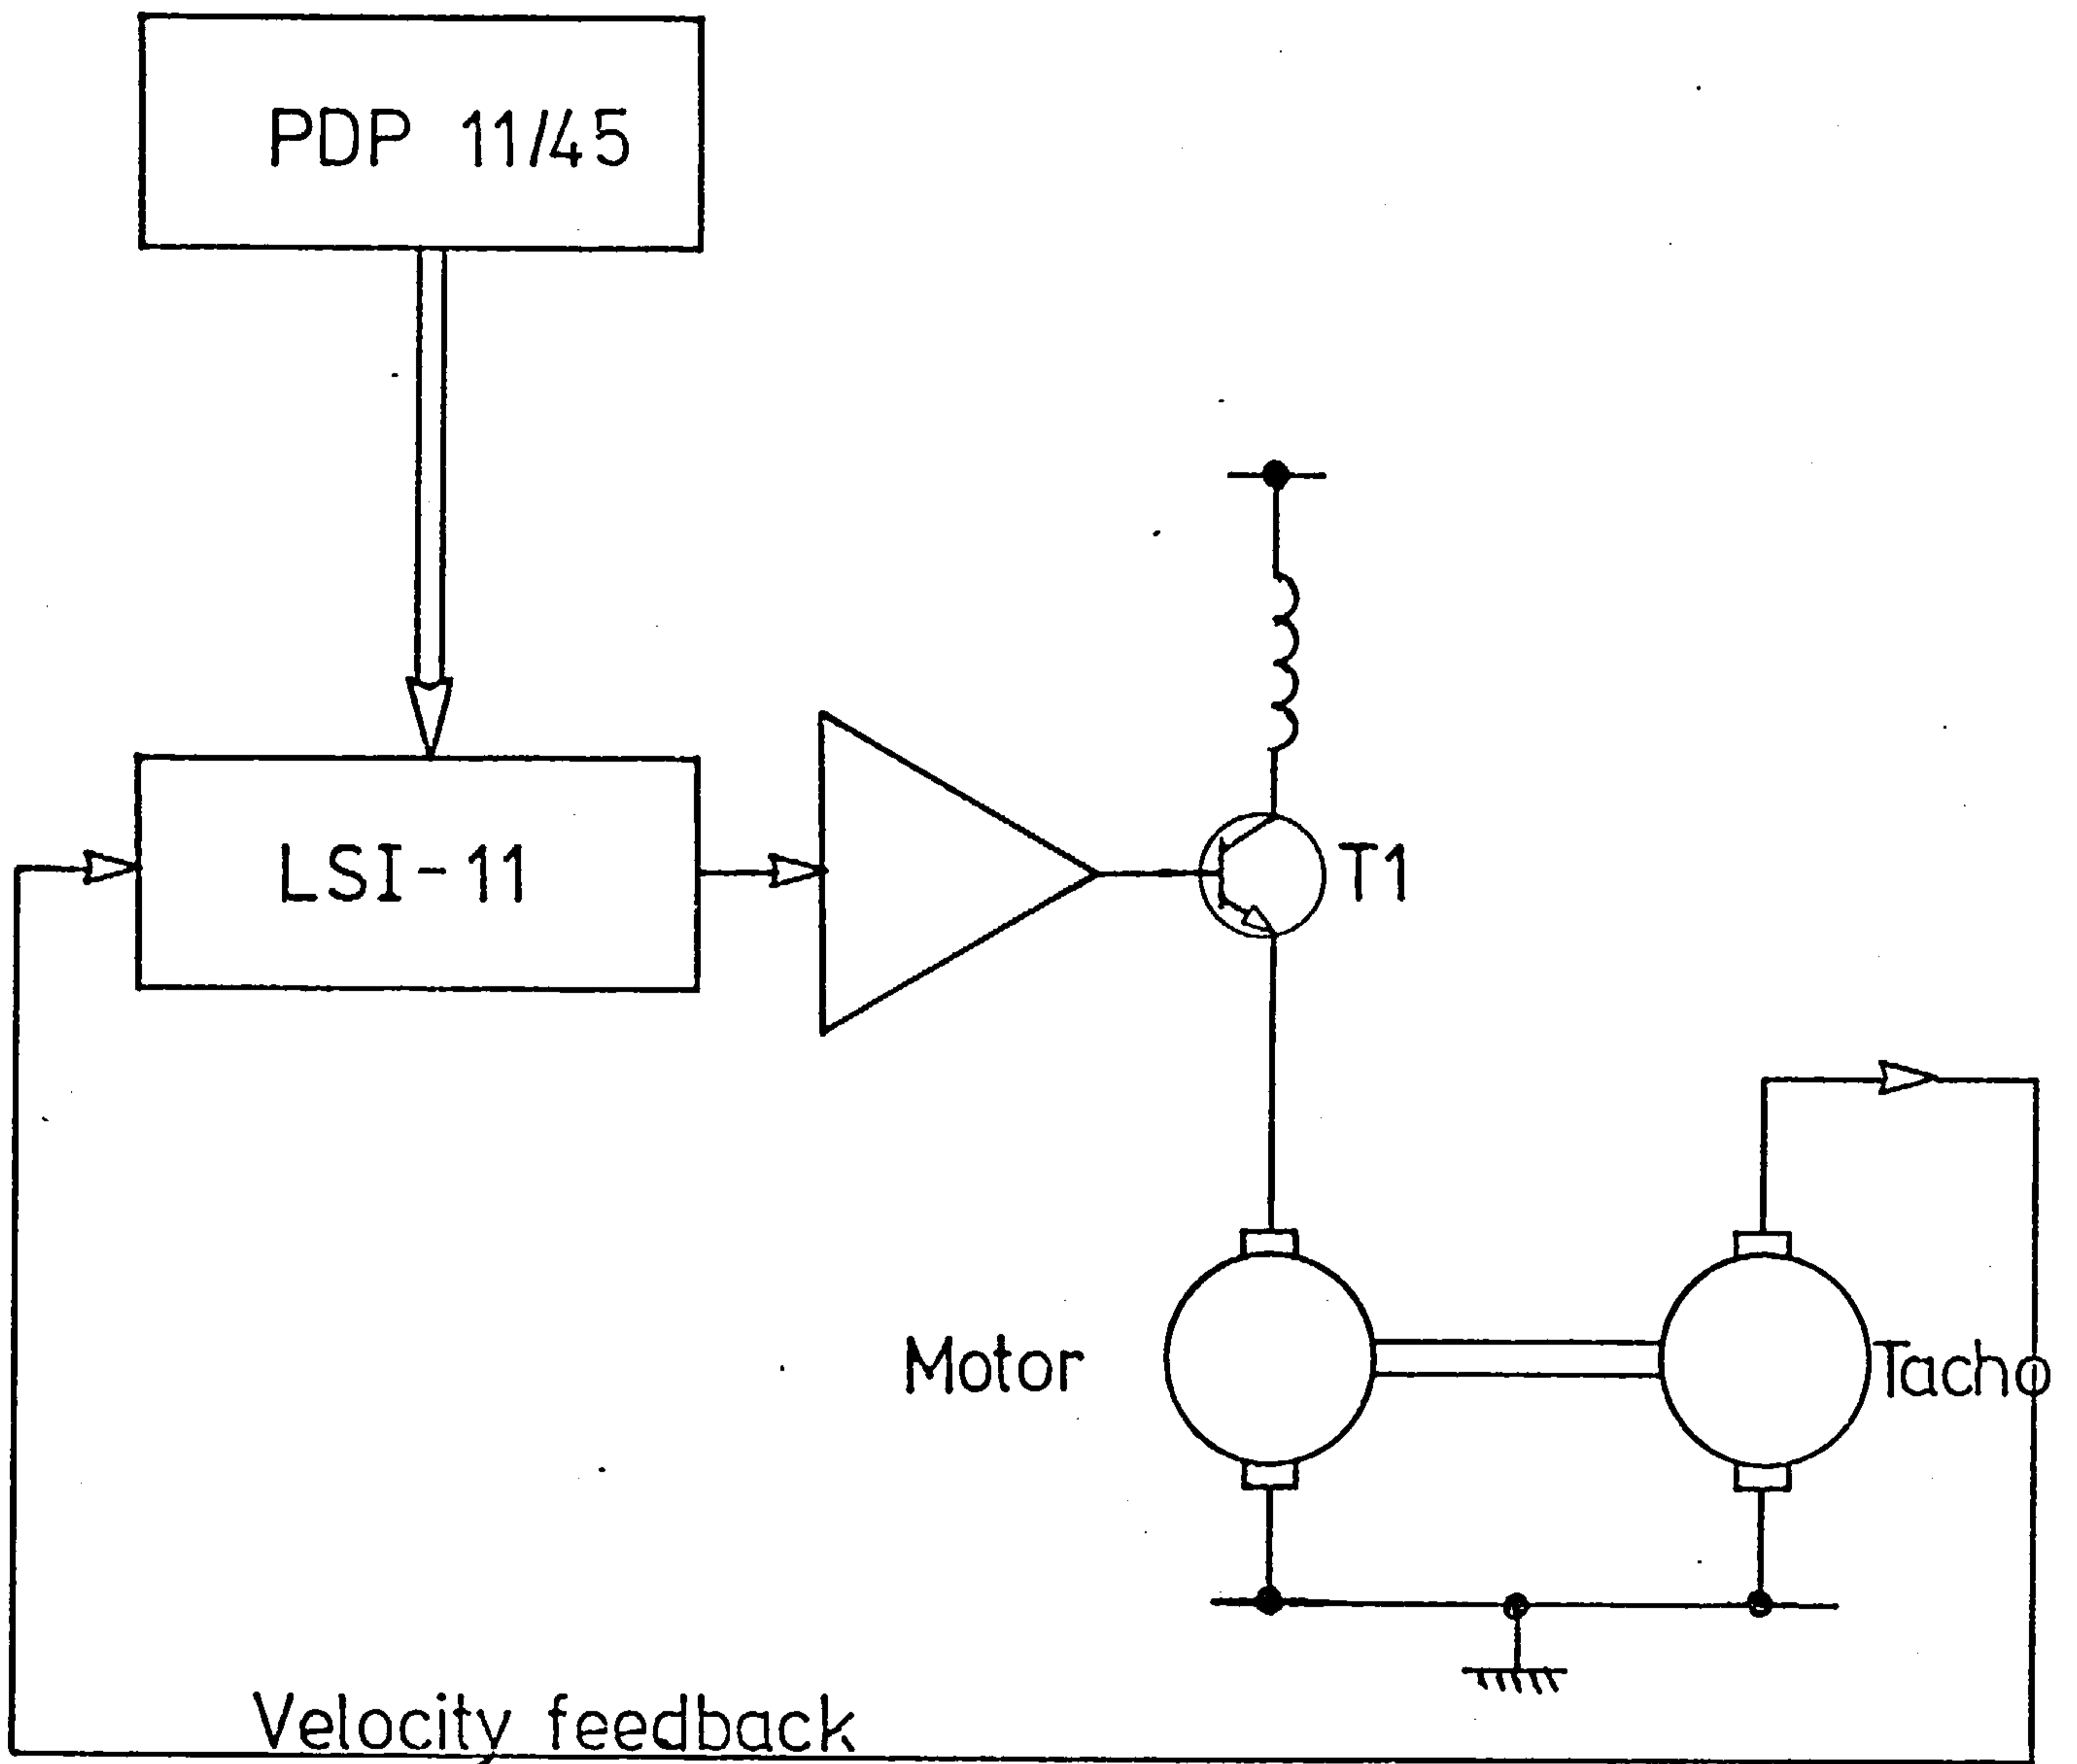 PDP 11/45
LSI-11
T1
Motor
Tacho
Velocity feedback